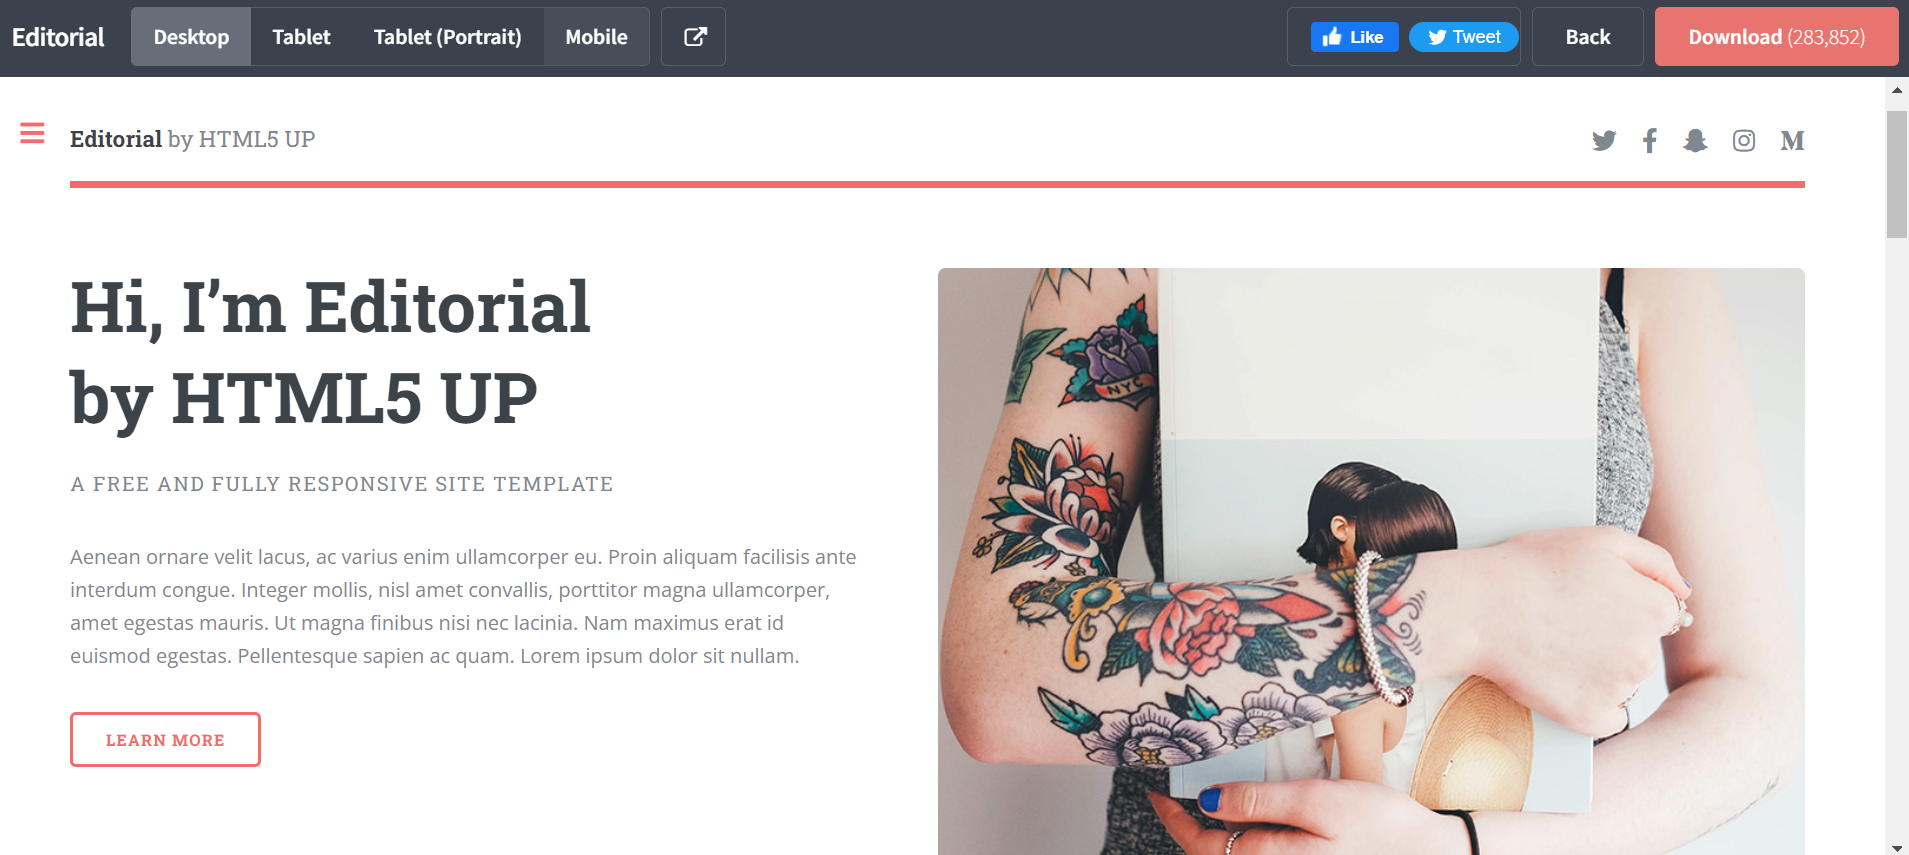 Editorial
Desktop
Tablet
Tablet (Portrait)
Mobile
Like
Tweet
Back
Download (283,852)
Editorial by HTML5 UP
Hi, I’m Editorial
by HTML5 UP
A FREE AND FULLY RESPONSIVE SITE TEMPLATE
Aenean ornare velit lacus, ac varius enim ullamcorper eu. Proin aliquam facilisis ante
interdum congue. Integer mollis, nisl amet convallis, porttitor magna ullamcorper,
amet egestas mauris. Ut magna finibus nisi nec lacinia. Nam maximus erat id
euismod egestas. Pellentesque sapien ac quam. Lorem ipsum dolor sit nullam.
LEARN MORE
NYC